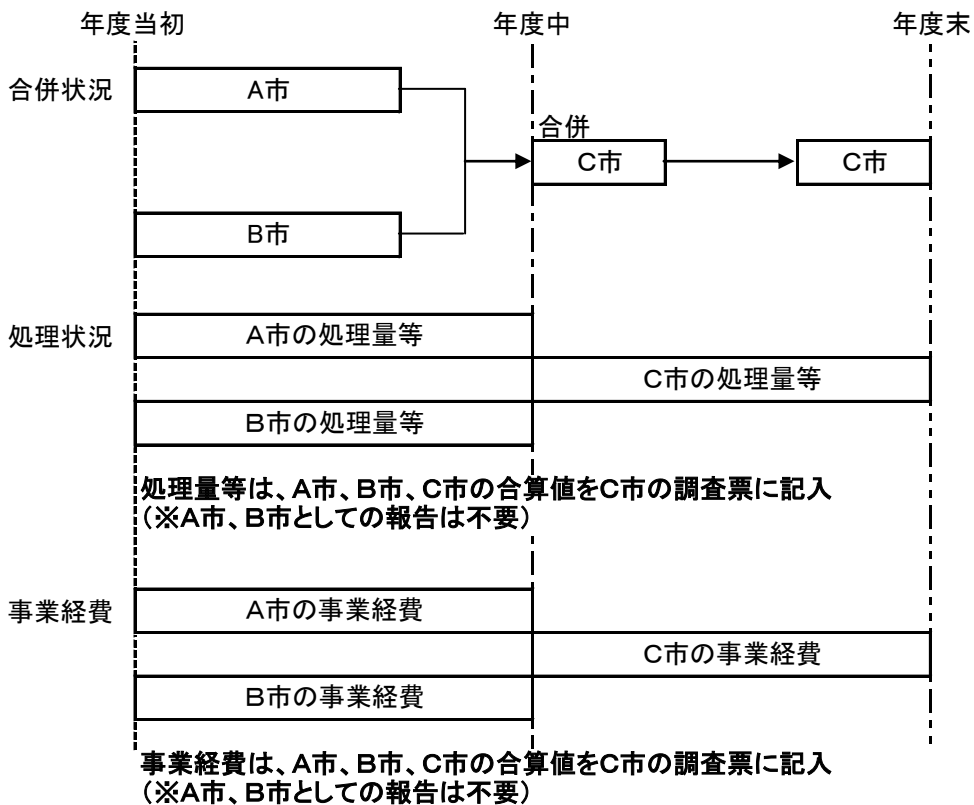 年度当初 年度中 年度末
合併状況 A市
合併
C市 C市
B市
処理状況 A市の処理量等
C市の処理量等
B市の処理量等
処理量等は、A市、B市、C市の合算値をC市の調査票に記入
(※A市、B市としての報告は不要)
事業経費 A市の事業経費
C市の事業経費
B市の事業経費
事業経費は、A市、B市、C市の合算値をC市の調査票に記入
(※A市、B市としての報告は不要)